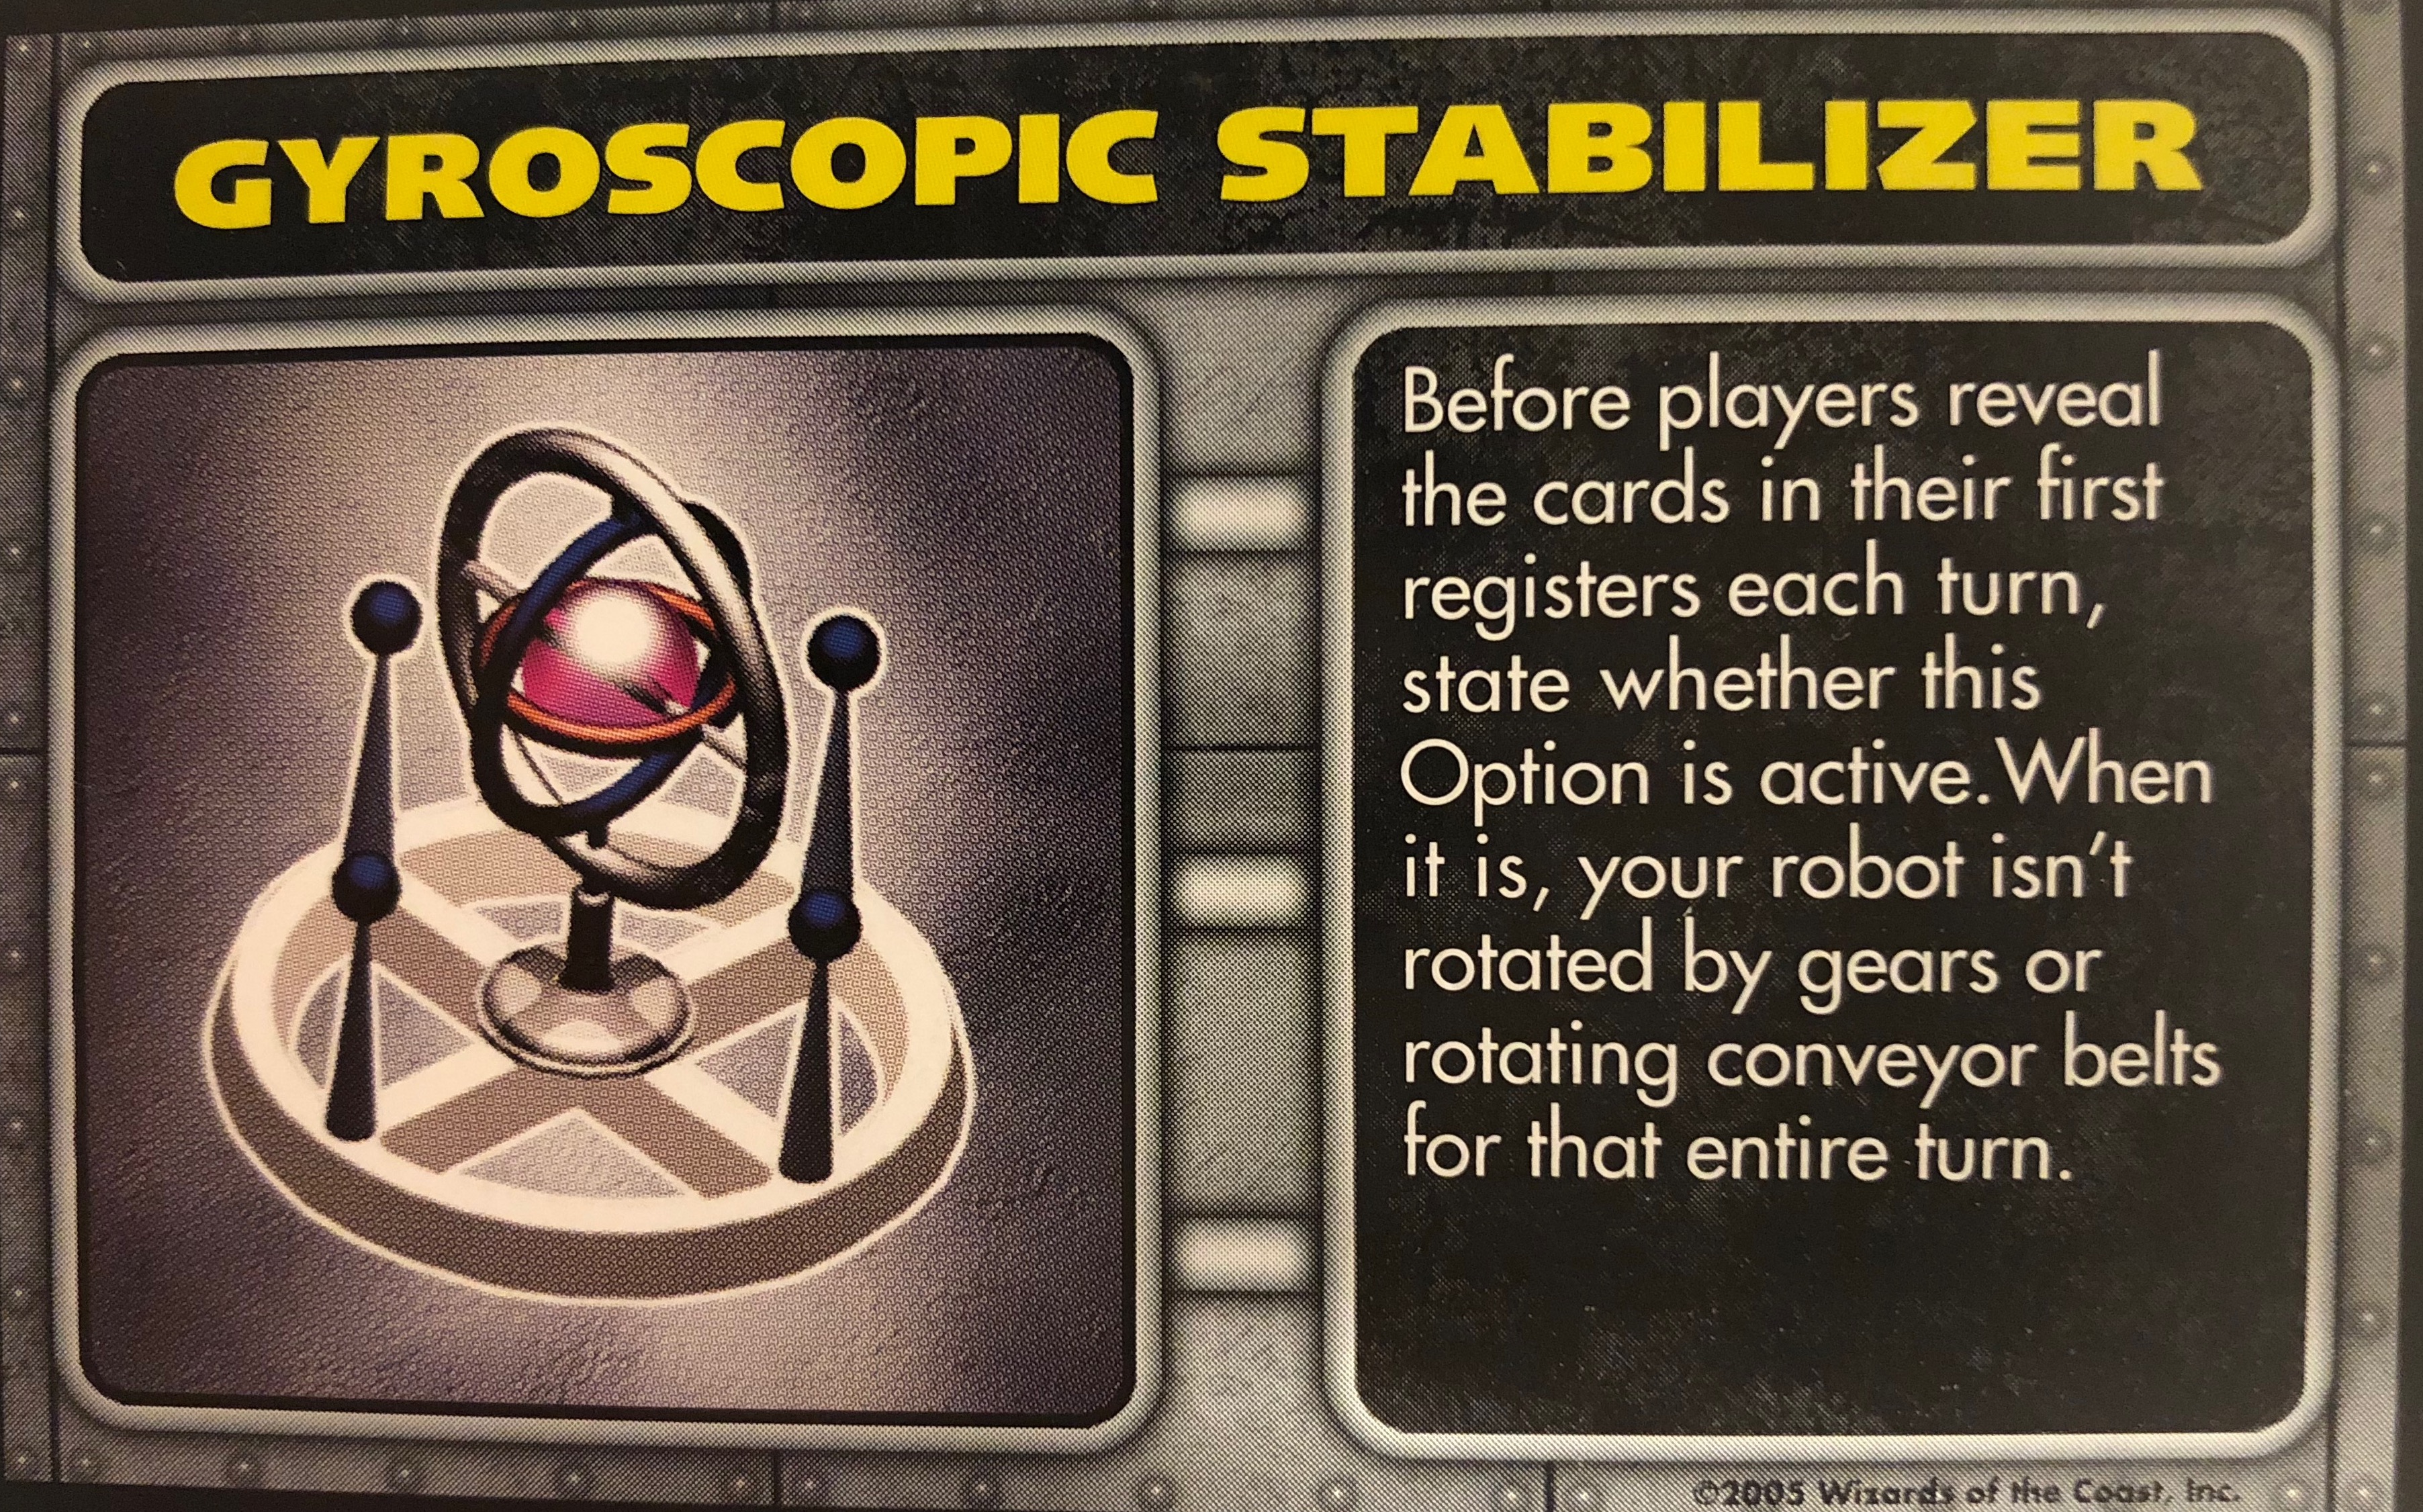 GYROSCOPIC STABILIZER
Before players reveal
the cards in their first
registers each turn,
state whether this
Option is active. When
it is, your robot isn't
rotated by gears or
rotating conveyor belts
for that entire turn.
©2005 Wizards of the Coast, Inc.